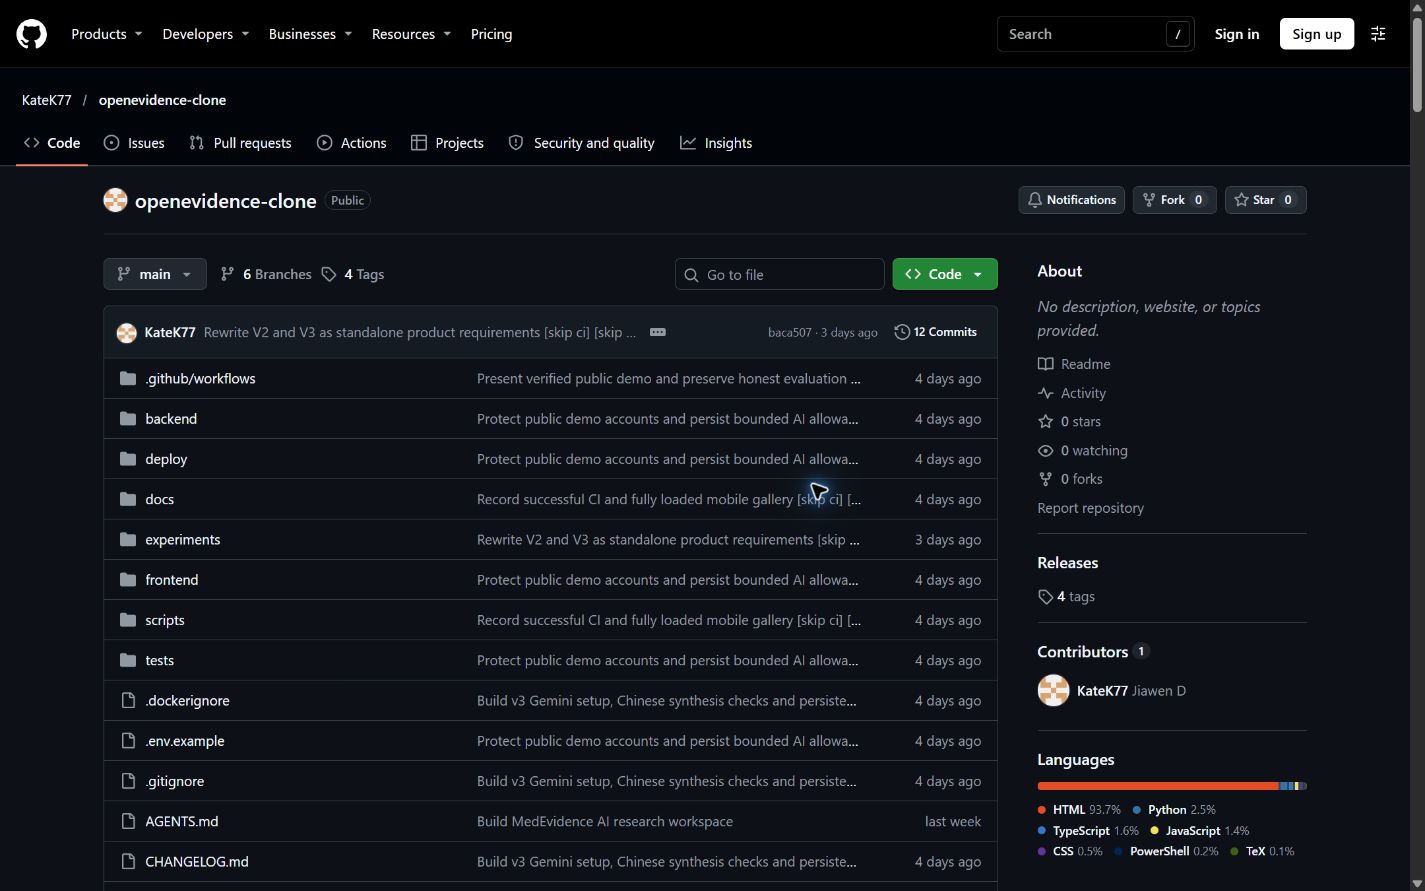 Products Developers Businesses Resources Pricing Search / Sign in Sign up
KateK77 / openevidence-clone
Code Issues Pull requests Actions Projects Security and quality Insights
openevidence-clone Public Notifications Fork 0 Star 0
main 6 Branches 4 Tags Go to file Code
KateK77 Rewrite V2 and V3 as standalone product requirements [skip ci] [skip ... baca507 · 3 days ago 12 Commits
.github/workflows Present verified public demo and preserve honest evaluation ... 4 days ago
backend Protect public demo accounts and persist bounded AI allowa... 4 days ago
deploy Protect public demo accounts and persist bounded AI allowa... 4 days ago
docs Record successful CI and fully loaded mobile gallery [skip ci] [... 4 days ago
experiments Rewrite V2 and V3 as standalone product requirements [skip ... 3 days ago
frontend Protect public demo accounts and persist bounded AI allowa... 4 days ago
scripts Record successful CI and fully loaded mobile gallery [skip ci] [... 4 days ago
tests Protect public demo accounts and persist bounded AI allowa... 4 days ago
.dockerignore Build v3 Gemini setup, Chinese synthesis checks and persiste... 4 days ago
.env.example Protect public demo accounts and persist bounded AI allowa... 4 days ago
.gitignore Build v3 Gemini setup, Chinese synthesis checks and persiste... 4 days ago
AGENTS.md Build MedEvidence AI research workspace last week
CHANGELOG.md Build v3 Gemini setup, Chinese synthesis checks and persiste... 4 days ago
About
No description, website, or topics
provided.
Readme
Activity
0 stars
0 watching
0 forks
Report repository
Releases
4 tags
Contributors 1
KateK77 Jiawen D
Languages
HTML 93.7% Python 2.5%
TypeScript 1.6% JavaScript 1.4%
CSS 0.5% PowerShell 0.2% TeX 0.1%